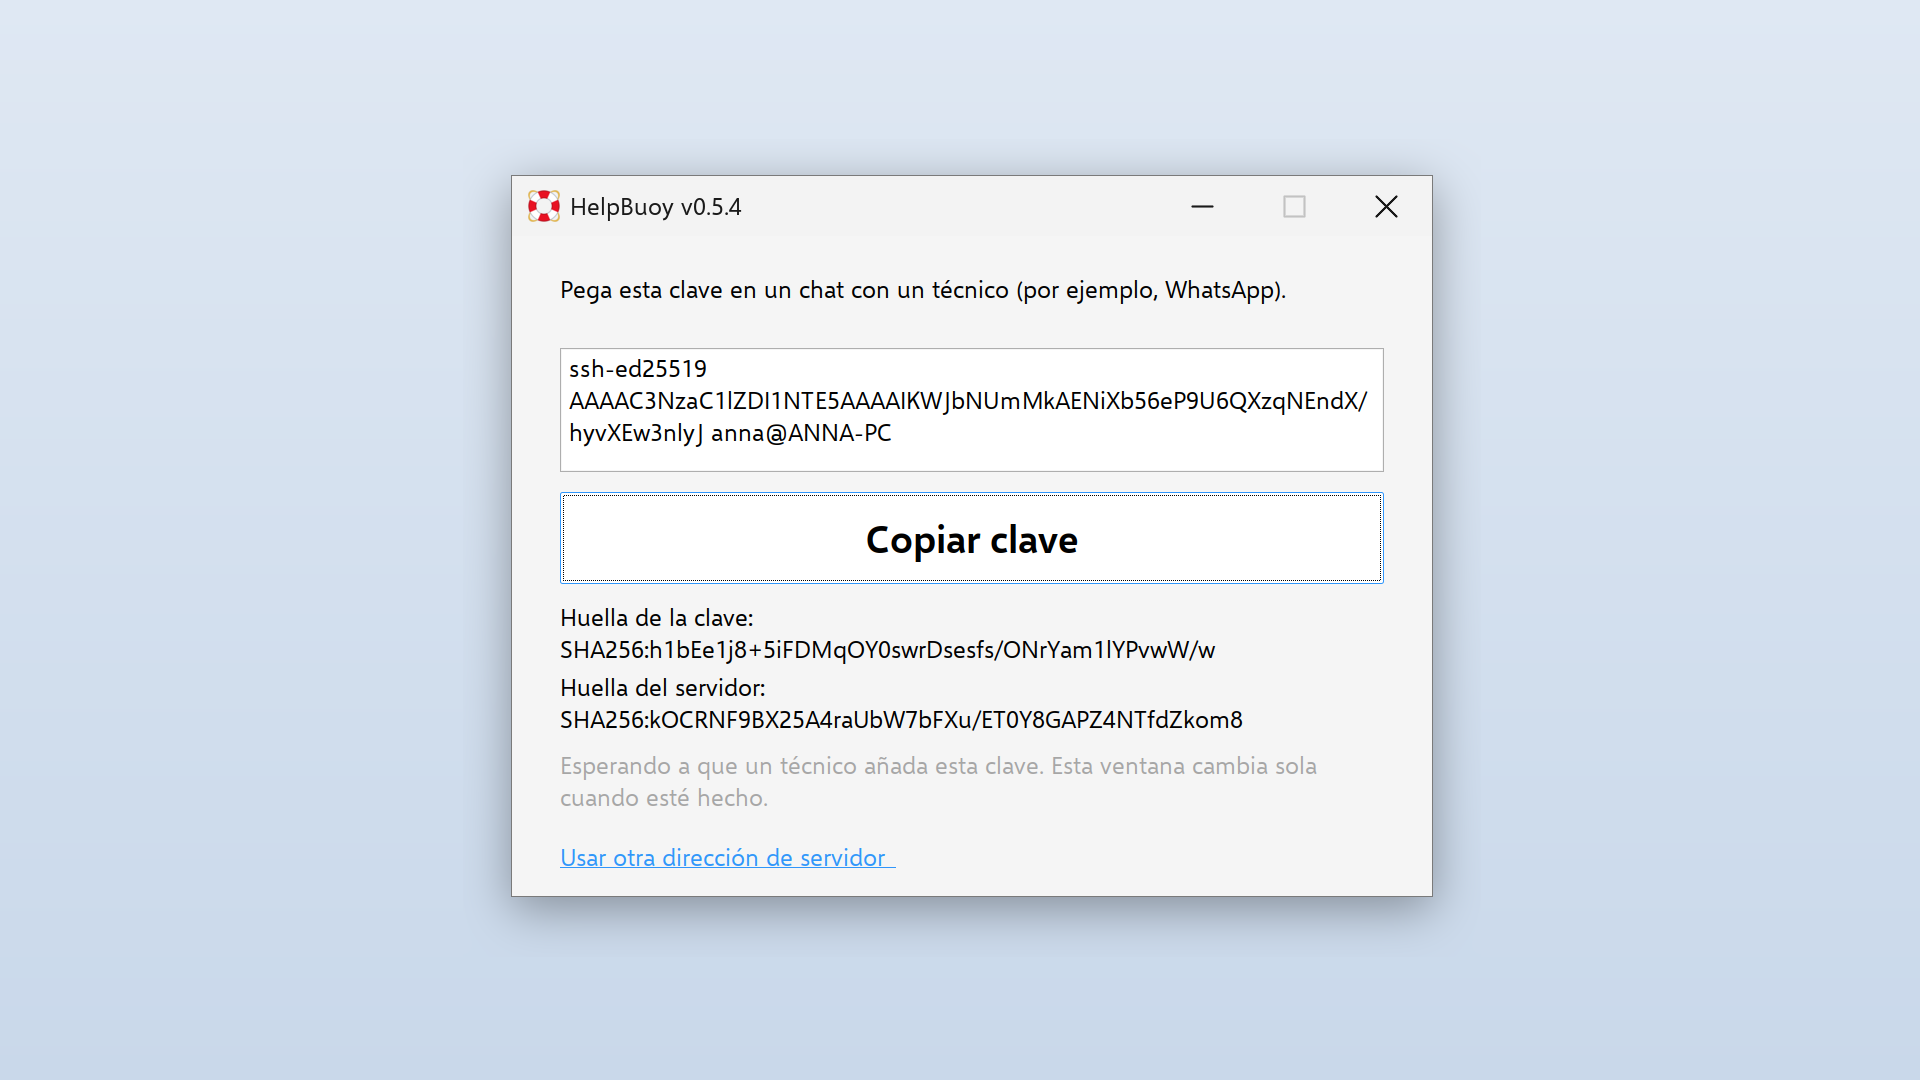 HelpBuoy v0.5.4
Pega esta clave en un chat con un técnico (por ejemplo, WhatsApp).
ssh-ed25519
AAAAC3NzaC1lZDI1NTE5AAAAIKWJbNUmMkAENiXb56eP9U6QXzqNEndX/
hyvXEw3nlyJ anna@ANNA-PC
Copiar clave
Huella de la clave:
SHA256:h1bEe1j8+5iFDMqOY0swrDsesfs/ONrYam1lYPvwW/w
Huella del servidor:
SHA256:kOCRNF9BX25A4raUbW7bFXu/ET0Y8GAPZ4NTfdZkom8
Esperando a que un técnico añada esta clave. Esta ventana cambia sola
cuando esté hecho.
Usar otra dirección de servidor